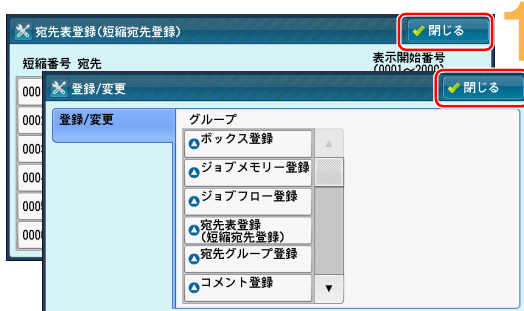 宛先表登録(短縮宛先登録)
閉じる
短縮番号 宛先
表示開始番号
(0001~2000)
登録/変更
閉じる
000
登録/変更
グループ
ボックス登録
ジョブメモリー登録
ジョブフロー登録
宛先表登録
(短縮宛先登録)
宛先グループ登録
コメント登録